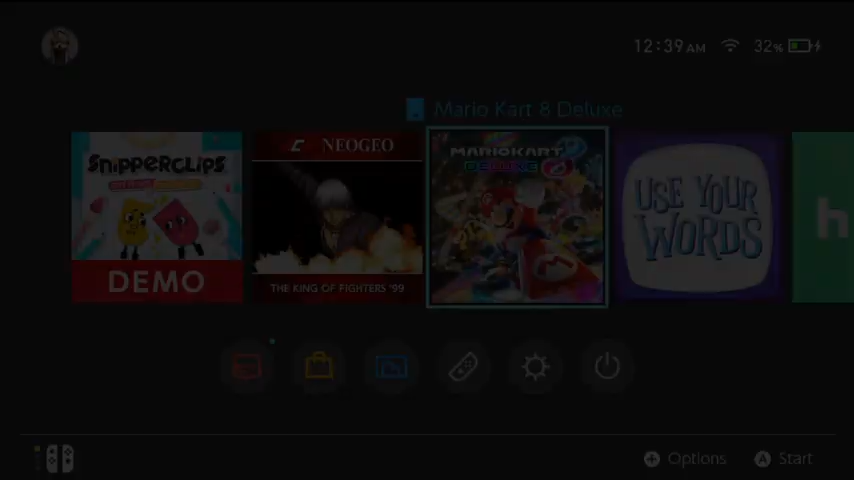 12:39 AM
32%
Mario Kart 8 Deluxe
SNIPPERCLIPS
DEMO
NEOGEO
THE KING OF FIGHTERS '99
MARIOKART 8
DELUXE
USE YOUR
WORDS
h
Options
Start